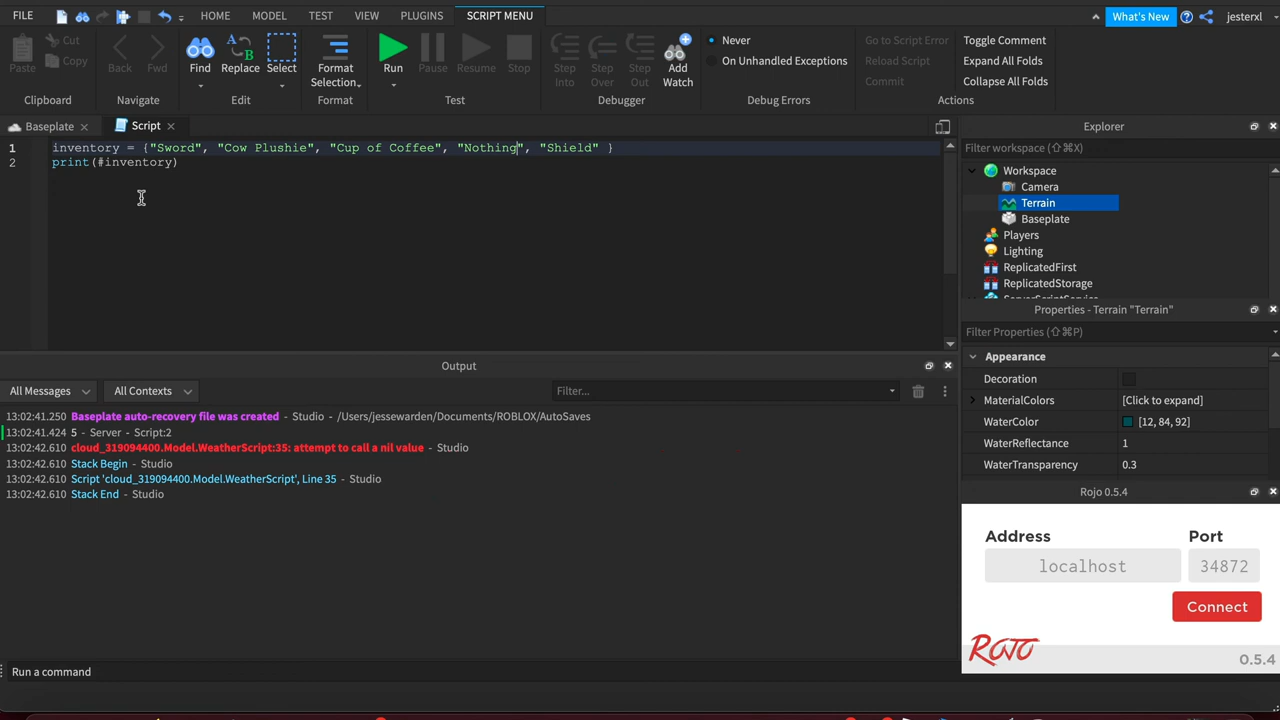 FILE HOME MODEL TEST VIEW PLUGINS SCRIPT MENU What's New jesterxl
Paste Cut Copy Back Fwd Find Replace Select Format Selection Run Pause Resume Stop Step Into Step Over Step Out Add Watch Never On Unhandled Exceptions Go to Script Error Reload Script Commit Toggle Comment Expand All Folds Collapse All Folds
Clipboard Navigate Edit Format Test Debugger Debug Errors Actions
Baseplate Script Explorer
1 inventory = {"Sword", "Cow Plushie", "Cup of Coffee", "Nothing", "Shield" }
2 print(#inventory)
Filter workspace (⇧⌘X)
Workspace
Camera
Terrain
Baseplate
Players
Lighting
ReplicatedFirst
ReplicatedStorage
ServerScriptService
Properties - Terrain "Terrain"
Filter Properties (⇧⌘P)
Appearance
Decoration
MaterialColors [Click to expand]
WaterColor [12, 84, 92]
WaterReflectance 1
WaterTransparency 0.3
Output
All Messages All Contexts Filter...
13:02:41.250 Baseplate auto-recovery file was created - Studio - /Users/jessewarden/Documents/ROBLOX/AutoSaves
13:02:41.424 5 - Server - Script:2
13:02:42.610 cloud_319094400.Model.WeatherScript:35: attempt to call a nil value - Studio
13:02:42.610 Stack Begin - Studio
13:02:42.610 Script 'cloud_319094400.Model.WeatherScript', Line 35 - Studio
13:02:42.610 Stack End - Studio
Rojo 0.5.4
Address Port
localhost 34872
Connect
ROJO 0.5.4
Run a command